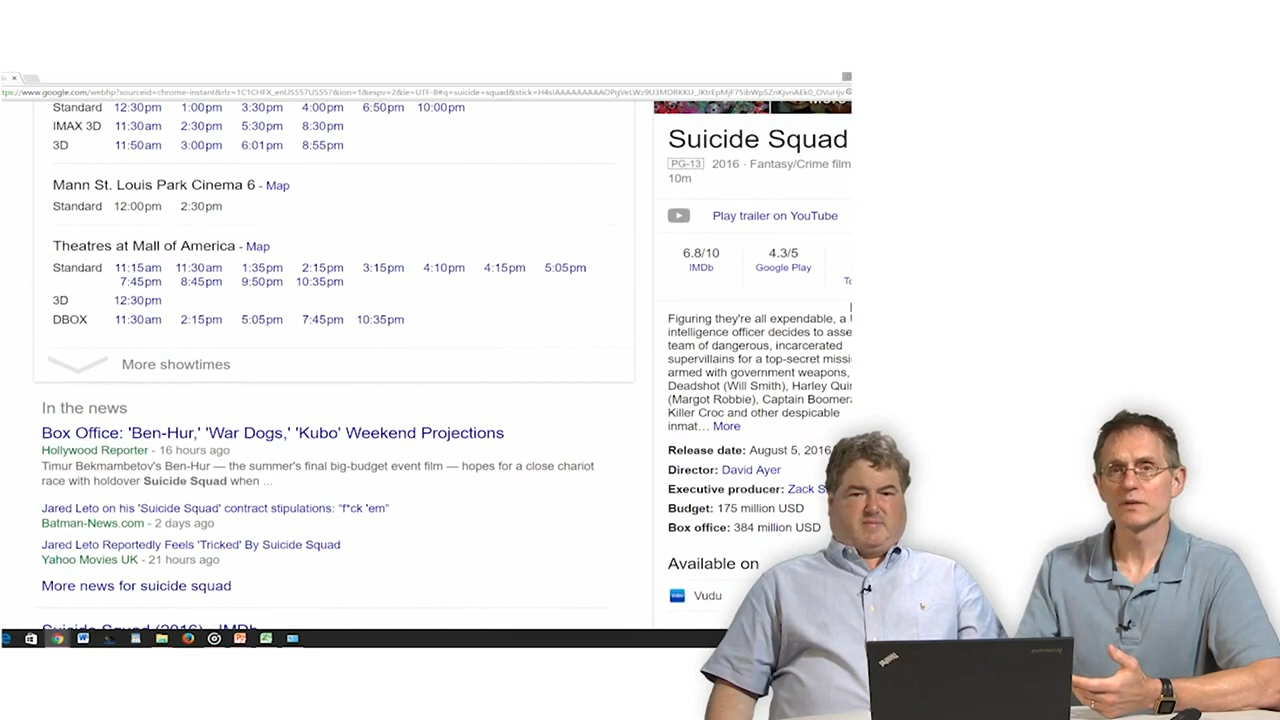 Standard 12:30pm 1:00pm 3:30pm 4:00pm 6:50pm 10:00pm
IMAX 3D 11:30am 2:30pm 5:30pm 8:30pm
3D 11:50am 3:00pm 6:01pm 8:55pm
Mann St. Louis Park Cinema 6 - Map
Standard 12:00pm 2:30pm
Theatres at Mall of America - Map
Standard 11:15am 11:30am 1:35pm 2:15pm 3:15pm 4:10pm 4:15pm 5:05pm
7:45pm 8:45pm 9:50pm 10:35pm
3D 12:30pm
DBOX 11:30am 2:15pm 5:05pm 7:45pm 10:35pm
More showtimes
In the news
Box Office: 'Ben-Hur,' 'War Dogs,' 'Kubo' Weekend Projections
Hollywood Reporter - 16 hours ago
Timur Bekmambetov's Ben-Hur — the summer's final big-budget event film — hopes for a close chariot
race with holdover Suicide Squad when ...
Jared Leto on his 'Suicide Squad' contract stipulations: "f*ck 'em"
Batman-News.com - 2 days ago
Jared Leto Reportedly Feels 'Tricked' By Suicide Squad
Yahoo Movies UK - 21 hours ago
More news for suicide squad
Suicide Squad (2016) - IMDb
Suicide Squad
PG-13 2016 · Fantasy/Crime film
10m
Play trailer on YouTube
6.8/10 4.3/5
IMDb Google Play
Figuring they're all expendable, a
intelligence officer decides to asse
team of dangerous, incarcerated
supervillains for a top-secret missi
armed with government weapons,
Deadshot (Will Smith), Harley Quin
(Margot Robbie), Captain Boomera
Killer Croc and other despicable
inmat… More
Release date: August 5, 2016
Director: David Ayer
Executive producer: Zack S
Budget: 175 million USD
Box office: 384 million USD
Available on
Vudu